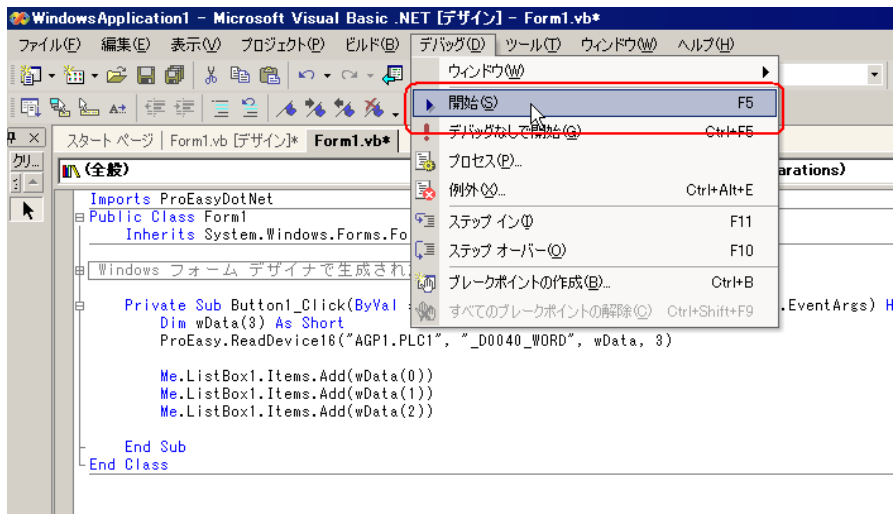 WindowsApplication1 - Microsoft Visual Basic .NET [デザイン] - Form1.vb*
ファイル(F) 編集(E) 表示(V) プロジェクト(P) ビルド(B) デバッグ(D) ツール(T) ウィンドウ(W) ヘルプ(H)
ウィンドウ(W)
開始(S) F5
デバッグなしで開始(G) Ctrl+F5
プロセス(P)...
例外(X)... Ctrl+Alt+E
ステップ イン(I) F11
ステップ オーバー(O) F10
ブレークポイントの作成(B)... Ctrl+B
すべてのブレークポイントの解除(C) Ctrl+Shift+F9
スタート ページ Form1.vb [デザイン]* Form1.vb*
クリ...
(全般) arations)
Imports ProEasyDotNet
Public Class Form1
Inherits System.Windows.Forms.Fo
Windows フォーム デザイナで生成され
Private Sub Button1_Click(ByVal .EventArgs) H
Dim wData(3) As Short
ProEasy.ReadDevice16("AGP1.PLC1", "_D0040_WORD", wData, 3)
Me.ListBox1.Items.Add(wData(0))
Me.ListBox1.Items.Add(wData(1))
Me.ListBox1.Items.Add(wData(2))
End Sub
End Class